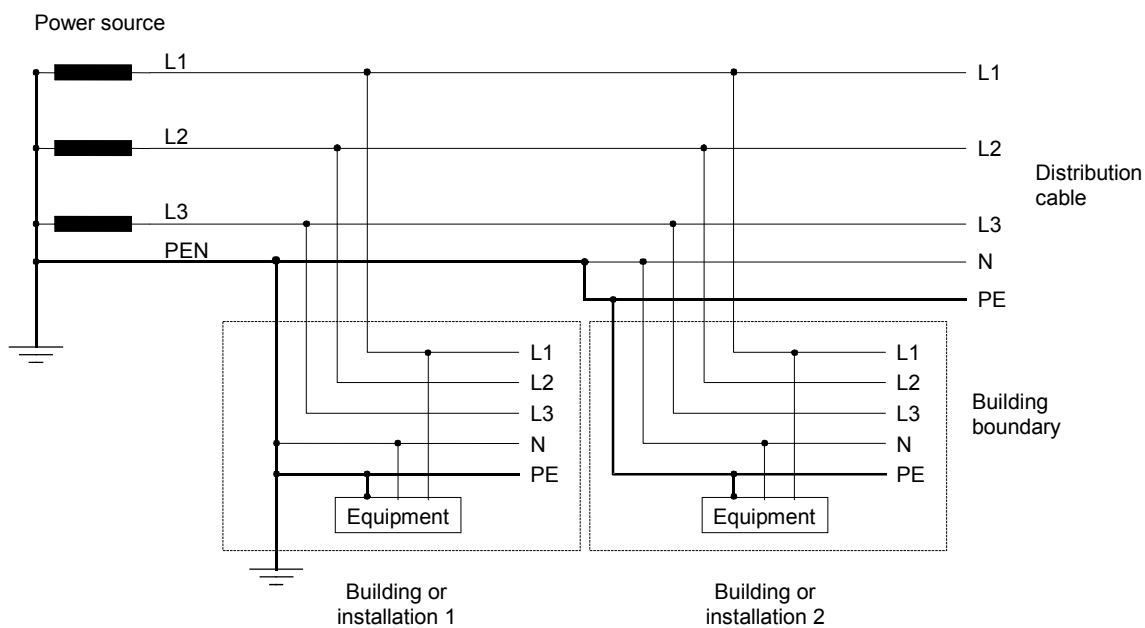 Power source
L1
L1
L2
L2
Distribution
cable
L3
L3
PEN
N
PE
L1
L2
L3
N
PE
Equipment
L1
L2
L3
N
PE
Equipment
Building
boundary
Building or
installation 1
Building or
installation 2